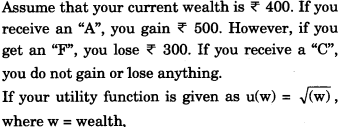 Assume that your current wealth is ₹ 400. If you
receive an “A”, you gain ₹ 500. However, if you
get an “F”, you lose ₹ 300. If you receive a “C”,
you do not gain or lose anything.
If your utility function is given as u(w) = √(w) ,
where w = wealth,